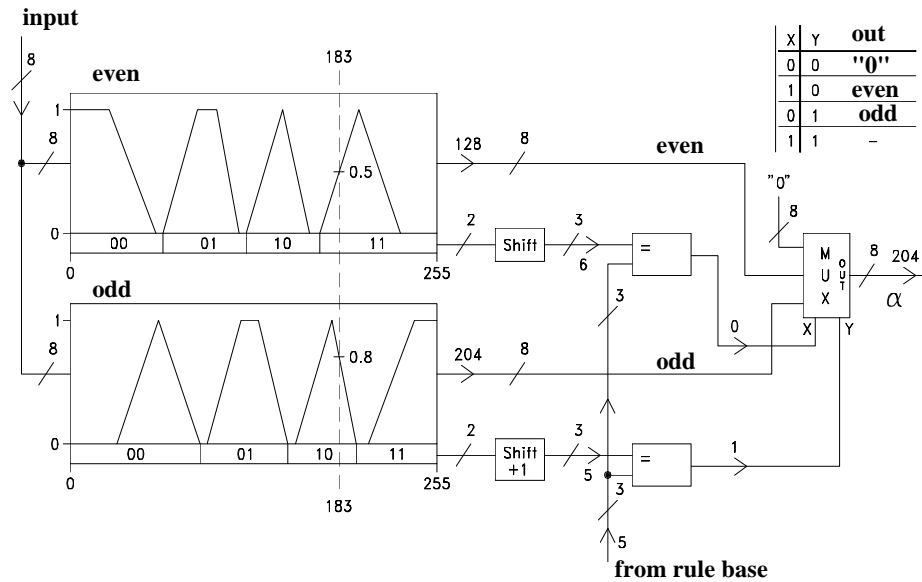 input
8
183
even
1
8
0.5
0
00 01 10 11
0 255
128 8
even
2 Shift 3
6
=
3
0
X Y out
0 0 "0"
1 0 even
0 1 odd
1 1 –
"0"
8
MUX OUT
8 204
α
X Y
odd
1
8
0.8
0
00 01 10 11
0 255
183
204 8
odd
2 Shift +1 3
5
=
1
3
5
from rule base